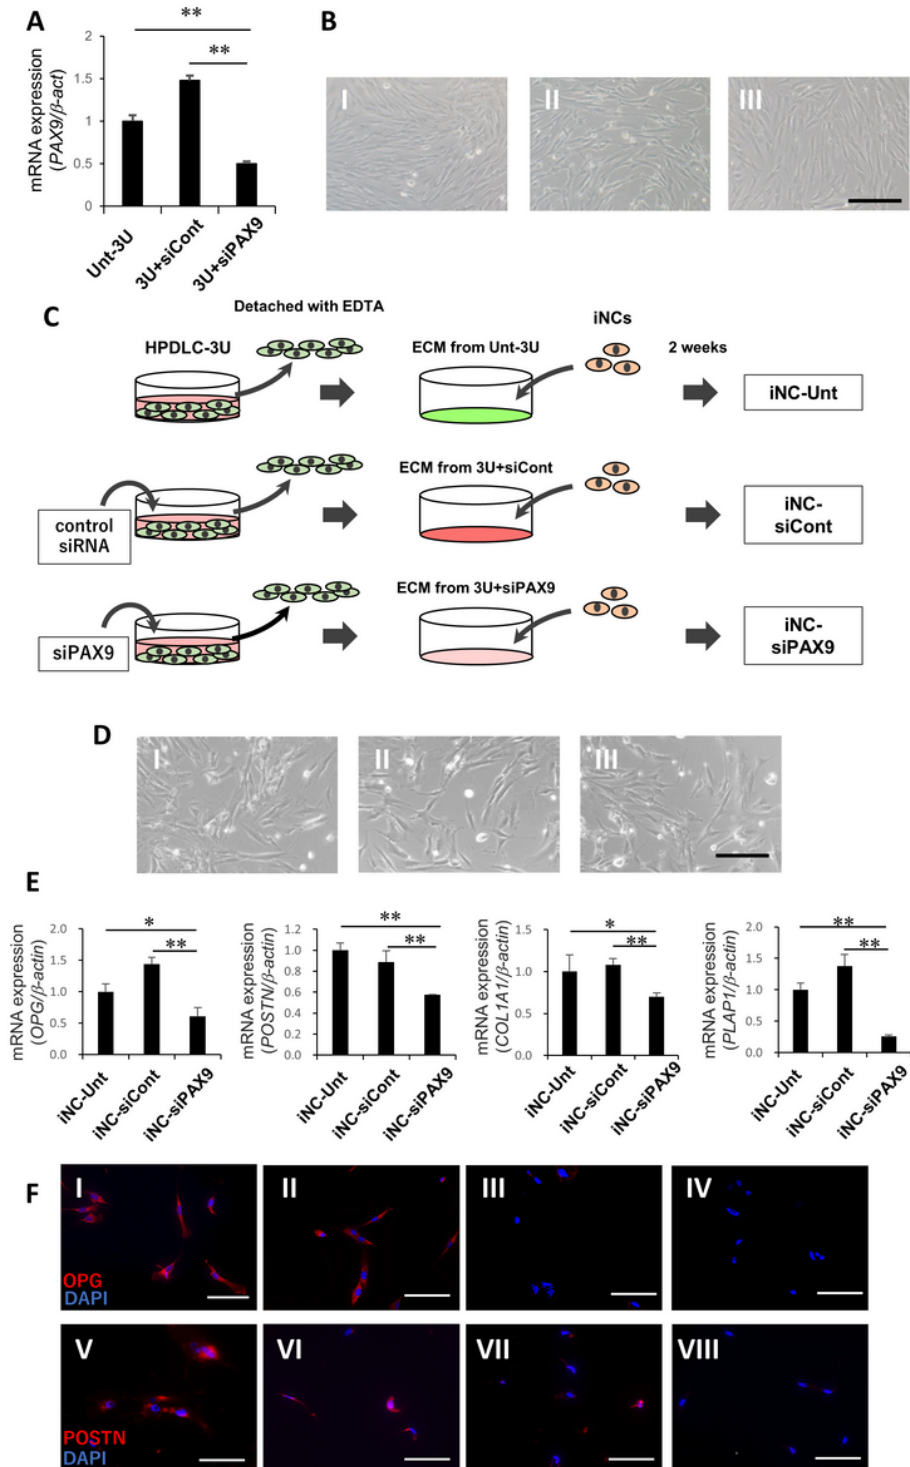 A
**
**
mRNA expression
(PAX9/β-act)
2
1.5
1
0.5
0
Unt-3U
3U+siCont
3U+siPAX9
B
I
II
III
C
Detached with EDTA
HPDLC-3U
ECM from Unt-3U
iNCs
2 weeks
iNC-Unt
control
siRNA
ECM from 3U+siCont
iNC-
siCont
siPAX9
ECM from 3U+siPAX9
iNC-
siPAX9
D
I
II
III
E
mRNA expression
(OPG/β-actin)
2.0
1.5
1.0
0.5
0.0
*
**
iNC-Unt
iNC-siCont
iNC-siPAX9
mRNA expression
(POSTN/β-actin)
1.2
1.0
0.8
0.6
0.4
0.2
0.0
**
**
iNC-Unt
iNC-siCont
iNC-siPAX9
mRNA expression
(COL1A1/β-actin)
1.5
1.0
0.5
0.0
*
**
iNC-Unt
iNC-siCont
iNC-siPAX9
mRNA expression
(PLAP1/β-actin)
2.0
1.5
1.0
0.5
0.0
**
**
iNC-Unt
iNC-siCont
iNC-siPAX9
F
I
OPG
DAPI
II
III
IV
V
POSTN
DAPI
VI
VII
VIII